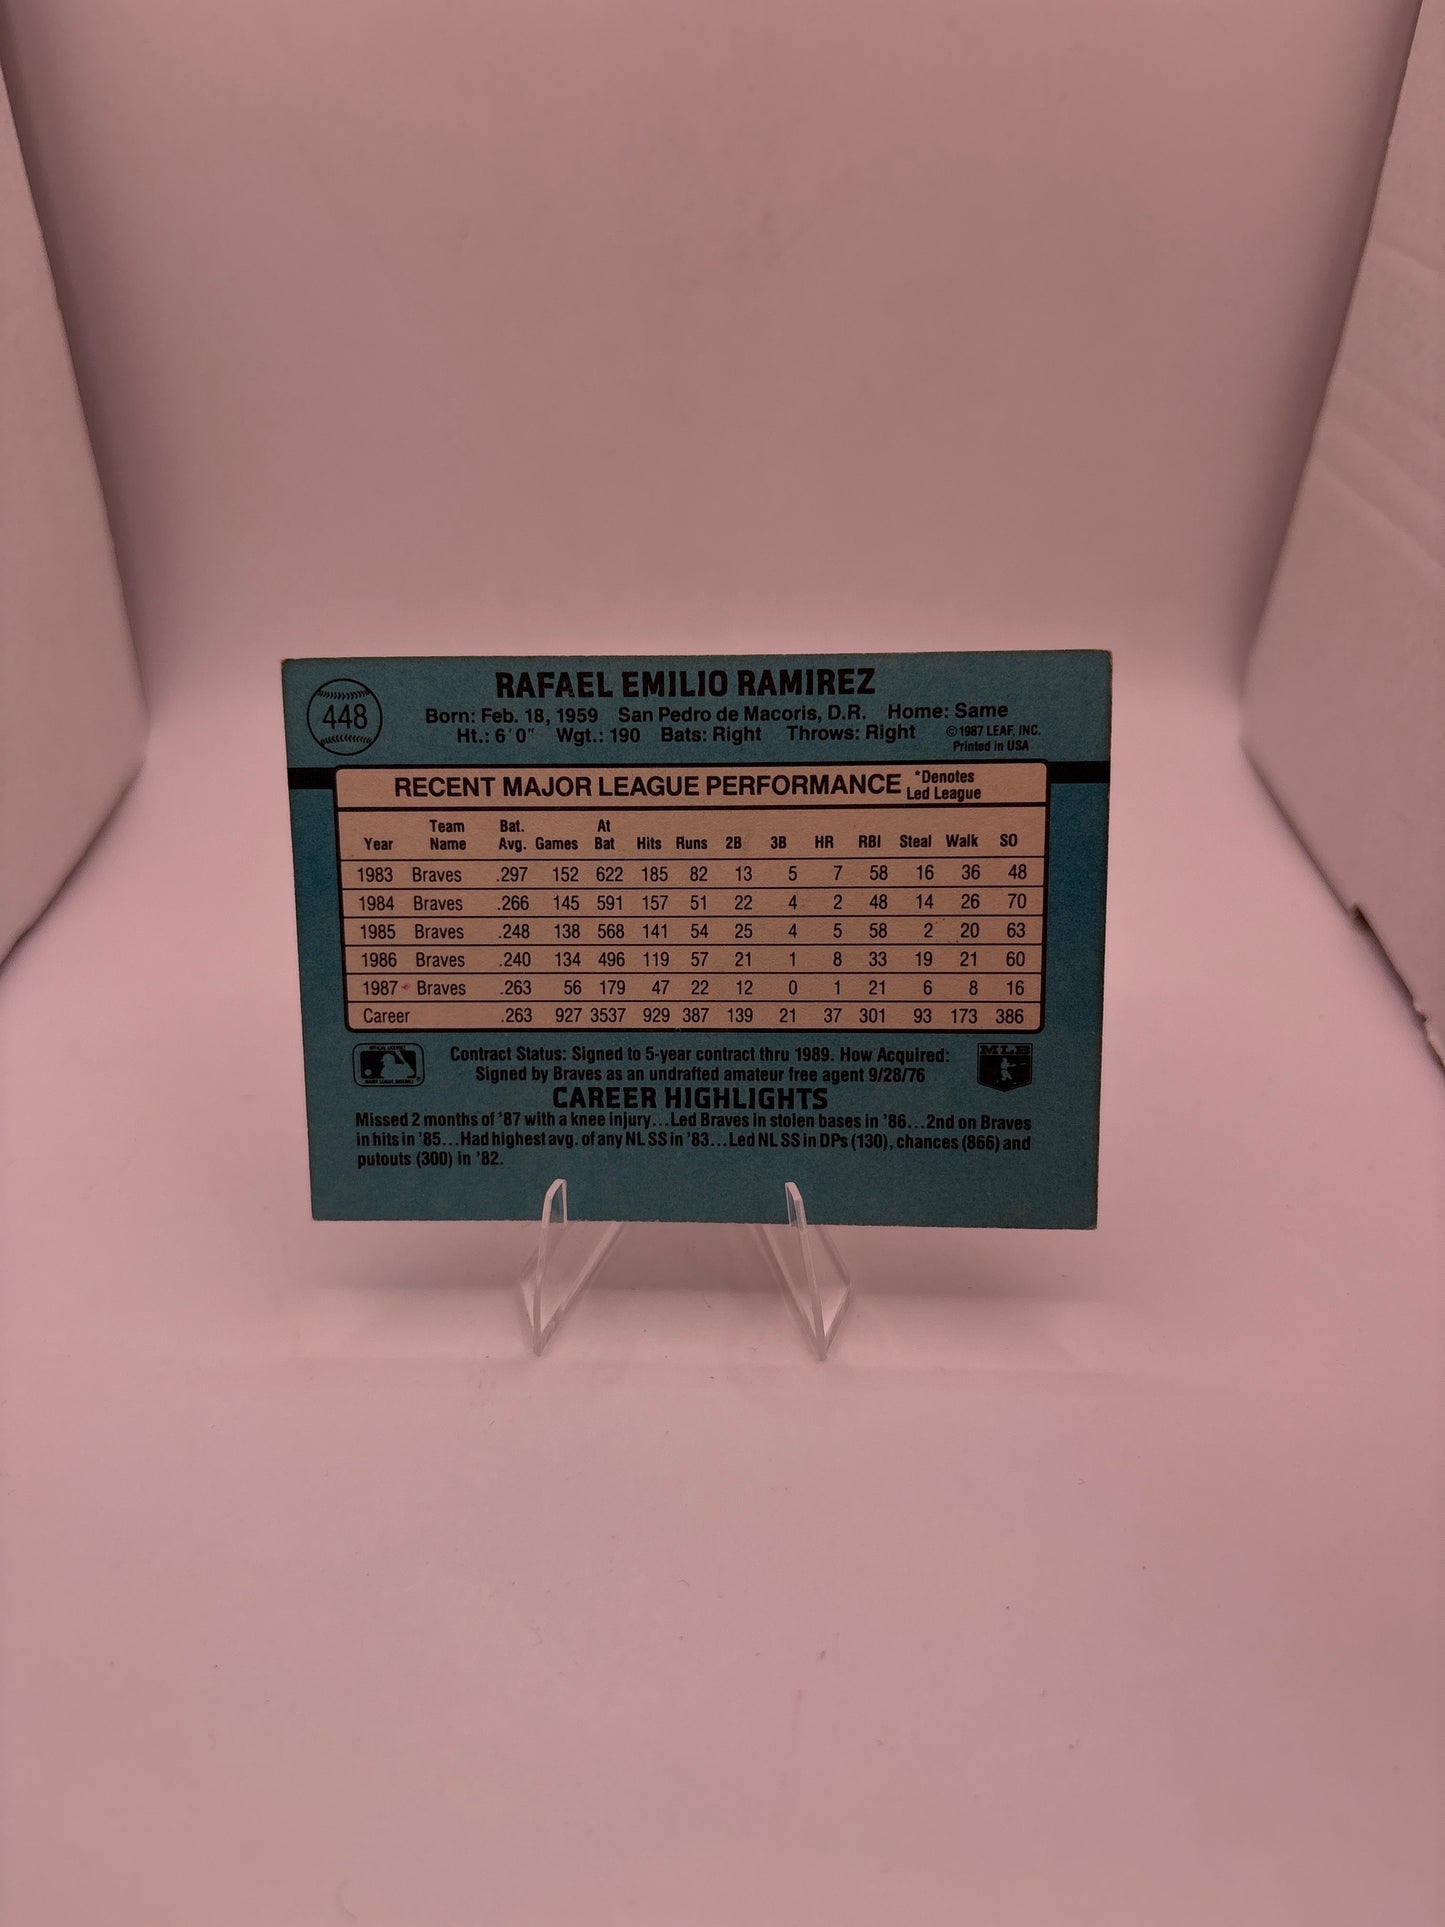 448
RAFAEL EMILIO RAMIREZ
Born: Feb. 18, 1959 San Pedro de Macoris, D.R. Home: Same
Ht.: 6'0" Wgt.: 190 Bats: Right Throws: Right
©1987 LEAF, INC.
Printed in USA
RECENT MAJOR LEAGUE PERFORMANCE *Denotes
Led League
Year Team Name Bat. Avg. Games At Bat Hits Runs 2B 3B HR RBI Steal Walk SO
1983 Braves .297 152 622 185 82 13 5 7 58 16 36 48
1984 Braves .266 145 591 157 51 22 4 2 48 14 26 70
1985 Braves .248 138 568 141 54 25 4 5 58 2 20 63
1986 Braves .240 134 496 119 57 21 1 8 33 19 21 60
1987 Braves .263 56 179 47 22 12 0 1 21 6 8 16
Career .263 927 3537 929 387 139 21 37 301 93 173 386
Contract Status: Signed to 5-year contract thru 1989. How Acquired:
Signed by Braves as an undrafted amateur free agent 9/28/76
MLB
CAREER HIGHLIGHTS
Missed 2 months of '87 with a knee injury...Led Braves in stolen bases in '86...2nd on Braves
in hits in '85...Had highest avg. of any NL SS in '83...Led NL SS in DPs (130), chances (866) and
putouts (300) in '82.